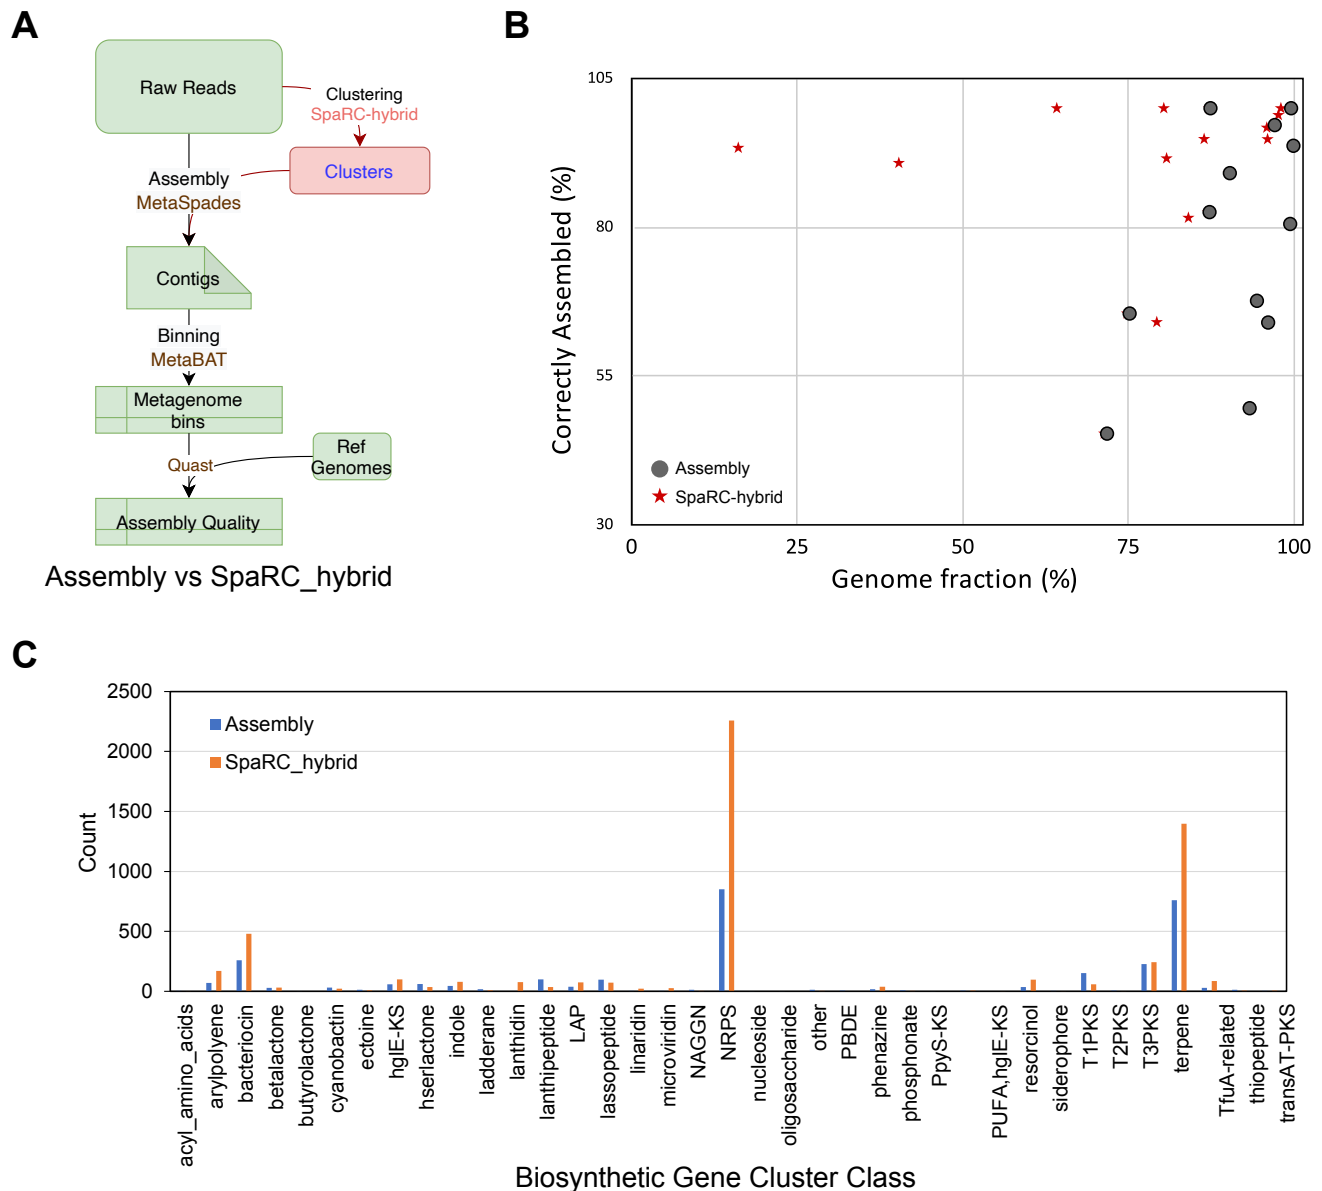 A
Raw Reads
Clustering
SpaRC-hybrid
Clusters
Assembly
MetaSpades
Contigs
Binning
MetaBAT
Metagenome
bins
Ref
Genomes
Quast
Assembly Quality
Assembly vs SpaRC_hybrid
B
105
80
55
30
Correctly Assembled (%)
Assembly
SpaRC-hybrid
0 25 50 75 100
Genome fraction (%)
C
2500
2000
1500
1000
500
0
Count
Assembly
SpaRC_hybrid
acyl_amino_acids
arylpolyene
bacteriocin
betalactone
butyrolactone
cyanobactin
ectoine
hglE-KS
hserlactone
indole
ladderane
lanthidin
lanthipeptide
LAP
lassopeptide
linaridin
microviridin
NAGGN
NRPS
nucleoside
oligosaccharide
other
PBDE
phenazine
phosphonate
PpyS-KS
PUFA,hglE-KS
resorcinol
siderophore
T1PKS
T2PKS
T3PKS
terpene
TfuA-related
thiopeptide
transAT-PKS
Biosynthetic Gene Cluster Class